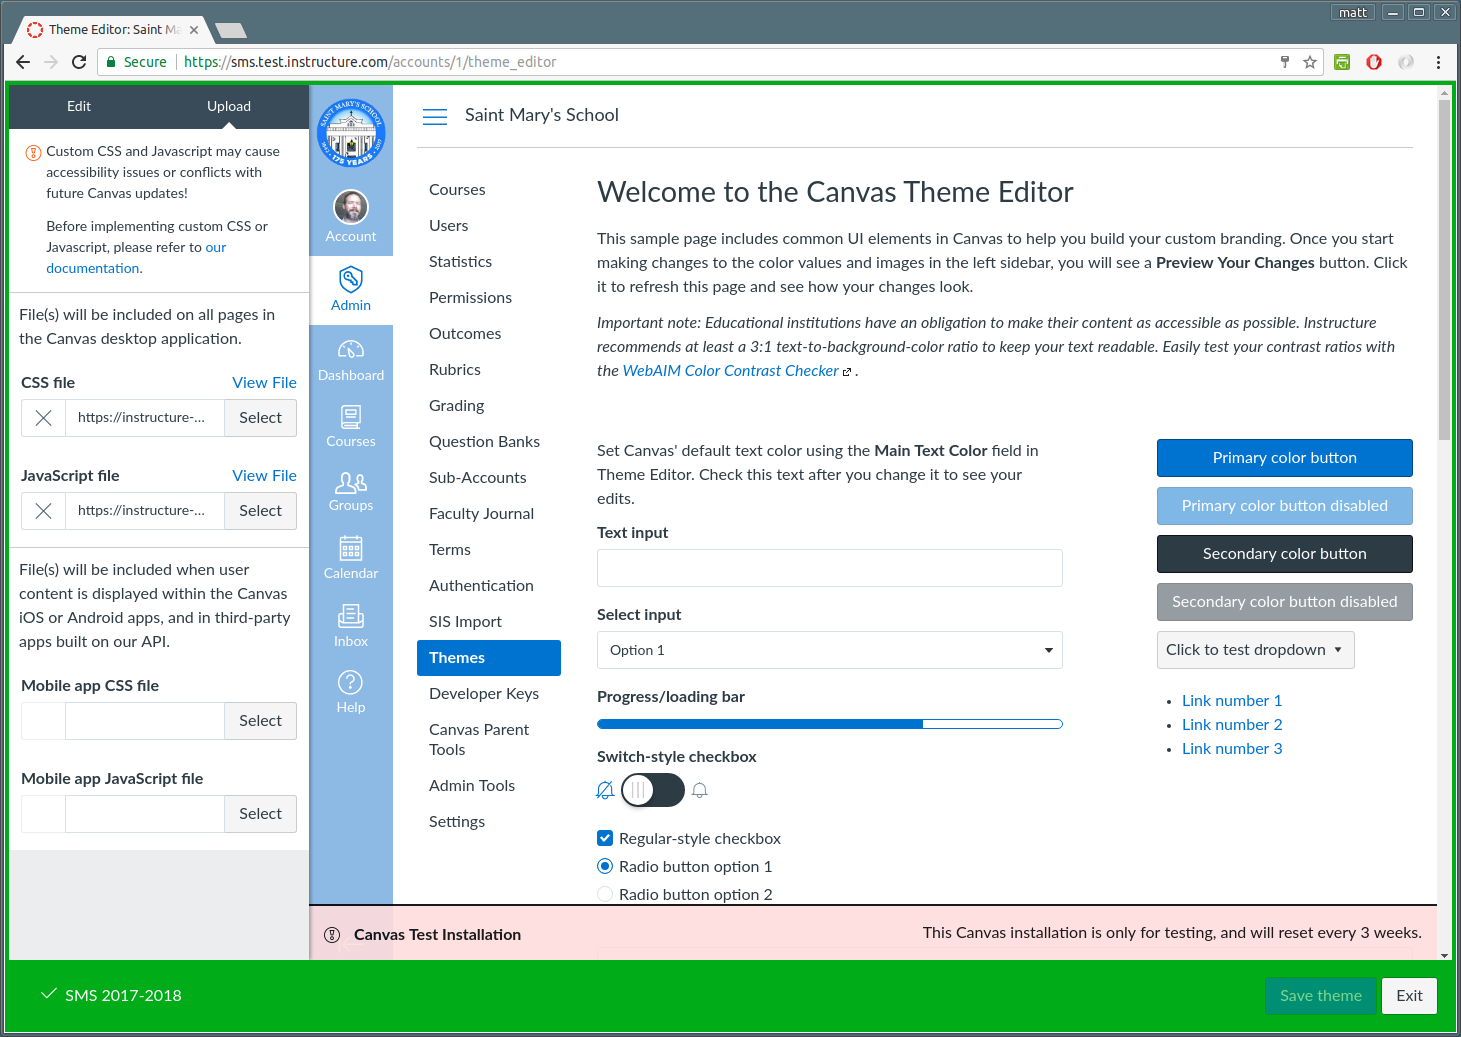 matt
Theme Editor: Saint Ma
Secure
https://sms.test.instructure.com/accounts/1/theme_editor
Edit
Upload
Custom CSS and Javascript may cause
accessibility issues or conflicts with
future Canvas updates!
Before implementing custom CSS or
Javascript, please refer to our
documentation.
File(s) will be included on all pages in
the Canvas desktop application.
CSS file
View File
https://instructure-...
Select
JavaScript file
View File
https://instructure-...
Select
File(s) will be included when user
content is displayed within the Canvas
iOS or Android apps, and in third-party
apps built on our API.
Mobile app CSS file
Select
Mobile app JavaScript file
Select
SAINT MARY'S SCHOOL
175 YEARS
Account
Admin
Dashboard
Courses
Groups
Calendar
Inbox
Help
Saint Mary's School
Courses
Users
Statistics
Permissions
Outcomes
Rubrics
Grading
Question Banks
Sub-Accounts
Faculty Journal
Terms
Authentication
SIS Import
Themes
Developer Keys
Canvas Parent
Tools
Admin Tools
Settings
Welcome to the Canvas Theme Editor
This sample page includes common UI elements in Canvas to help you build your custom branding. Once you start
making changes to the color values and images in the left sidebar, you will see a Preview Your Changes button. Click
it to refresh this page and see how your changes look.
Important note: Educational institutions have an obligation to make their content as accessible as possible. Instructure
recommends at least a 3:1 text-to-background-color ratio to keep your text readable. Easily test your contrast ratios with
the WebAIM Color Contrast Checker .
Set Canvas' default text color using the Main Text Color field in
Theme Editor. Check this text after you change it to see your
edits.
Text input
Select input
Option 1
Progress/loading bar
Switch-style checkbox
Regular-style checkbox
Radio button option 1
Radio button option 2
Primary color button
Primary color button disabled
Secondary color button
Secondary color button disabled
Click to test dropdown
Link number 1
Link number 2
Link number 3
Canvas Test Installation
This Canvas installation is only for testing, and will reset every 3 weeks.
SMS 2017-2018
Save theme
Exit